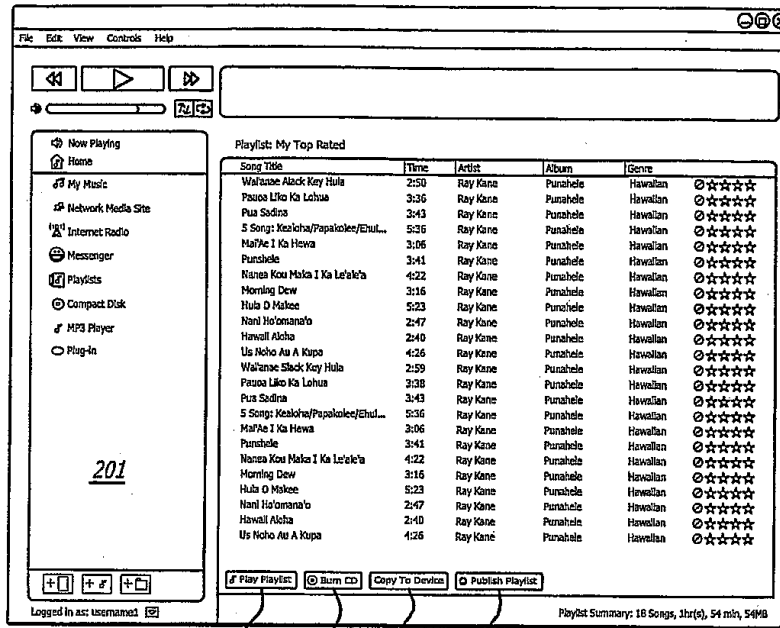 File Edit View Controls Help
Now Playing
Home
My Music
Network Media Site
Internet Radio
Messenger
Playlists
Compact Disk
MP3 Player
Plug-in
201
Logged in as: username1
Playlist: My Top Rated
Song Title Time Artist Album Genre
Wai'anae Alack Key Hula 2:50 Ray Kane Punahele Hawaiian
Pauoa Liko Ka Lohua 3:36 Ray Kane Punahele Hawaiian
Pua Sadina 3:43 Ray Kane Punahele Hawaiian
5 Song: Kealoha/Papakolee/Ehul... 5:36 Ray Kane Punahele Hawaiian
Mai'Ae I Ka Hewa 3:06 Ray Kane Punahele Hawaiian
Punshele 3:41 Ray Kane Punahele Hawaiian
Nanea Kou Maka I Ka Le'ale'a 4:22 Ray Kane Punahele Hawaiian
Morning Dew 3:16 Ray Kane Punahele Hawaiian
Hula O Makee 5:23 Ray Kane Punahele Hawaiian
Nani Ho'omana'o 2:47 Ray Kane Punahele Hawaiian
Hawaii Aloha 2:40 Ray Kane Punahele Hawaiian
Us Noho Au A Kupa 4:26 Ray Kane Punahele Hawaiian
Wai'anae Slack Key Hula 2:59 Ray Kane Punahele Hawaiian
Pauoa Liko Ka Lohua 3:38 Ray Kane Punahele Hawaiian
Pua Sadina 3:43 Ray Kane Punahele Hawaiian
5 Song: Kealoha/Papakolee/Ehul... 5:36 Ray Kane Punahele Hawaiian
Mai'Ae I Ka Hewa 3:06 Ray Kane Punahele Hawaiian
Punshele 3:41 Ray Kane Punahele Hawaiian
Nanea Kou Maka I Ka Le'ale'a 4:22 Ray Kane Punahele Hawaiian
Morning Dew 3:16 Ray Kane Punahele Hawaiian
Hula O Makee 5:23 Ray Kane Punahele Hawaiian
Nani Ho'omana'o 2:47 Ray Kane Punahele Hawaiian
Hawaii Aloha 2:40 Ray Kane Punahele Hawaiian
Us Noho Au A Kupa 4:26 Ray Kane Punahele Hawaiian
Play Playlist Burn CD Copy To Device Publish Playlist
Playlist Summary: 18 Songs, 1hr(s), 54 min, 54MB